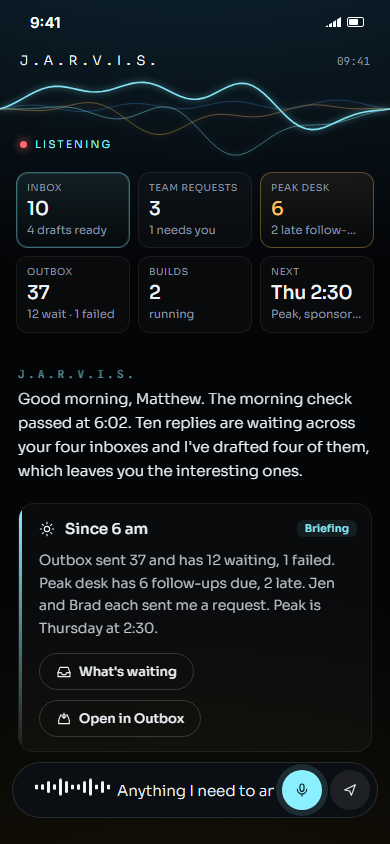 9:41
J.A.R.V.I.S.
09:41
LISTENING
INBOX
10
4 drafts ready
TEAM REQUESTS
3
1 needs you
PEAK DESK
6
2 late follow-...
OUTBOX
37
12 wait · 1 failed
BUILDS
2
running
NEXT
Thu 2:30
Peak, sponsor...
J.A.R.V.I.S.
Good morning, Matthew. The morning check
passed at 6:02. Ten replies are waiting across
your four inboxes and I've drafted four of them,
which leaves you the interesting ones.
Since 6 am
Briefing
Outbox sent 37 and has 12 waiting, 1 failed.
Peak desk has 6 follow-ups due, 2 late. Jen
and Brad each sent me a request. Peak is
Thursday at 2:30.
What's waiting
Open in Outbox
Anything I need to ar